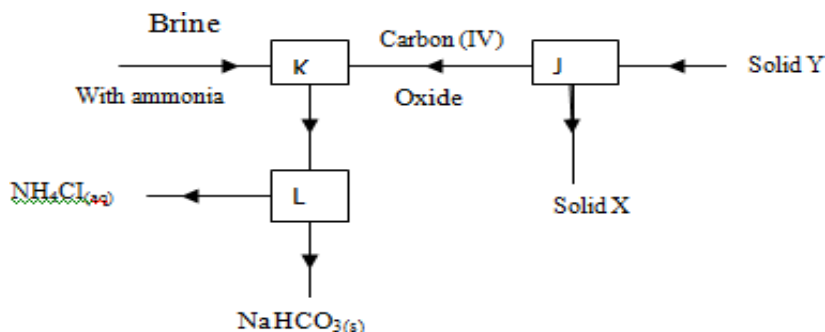 Brine
K
Carbon (IV)
J
Solid Y
With ammonia
Oxide
NH₄Cl(aq)
L
Solid X
NaHCO₃(s)